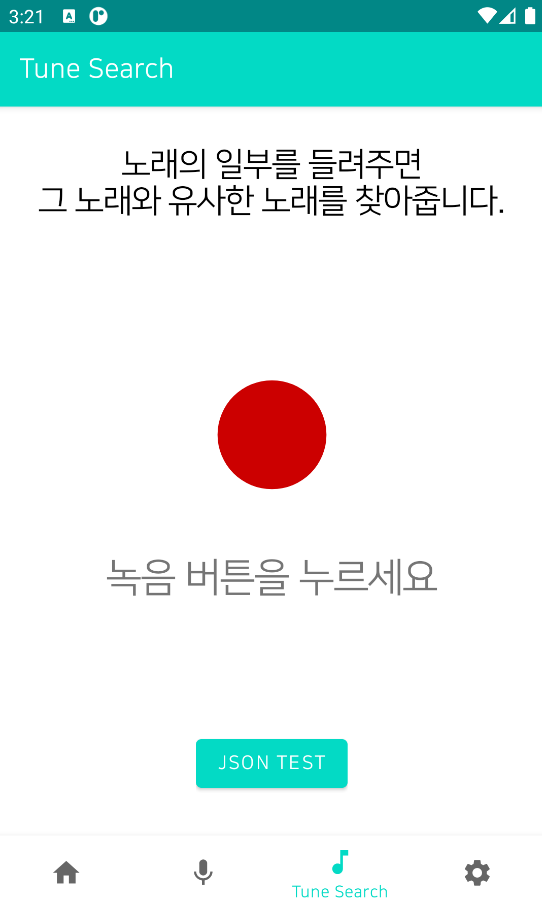 3:21
Tune Search
노래의 일부를 들려주면
그 노래와 유사한 노래를 찾아줍니다.
녹음 버튼을 누르세요
JSON TEST
Tune Search